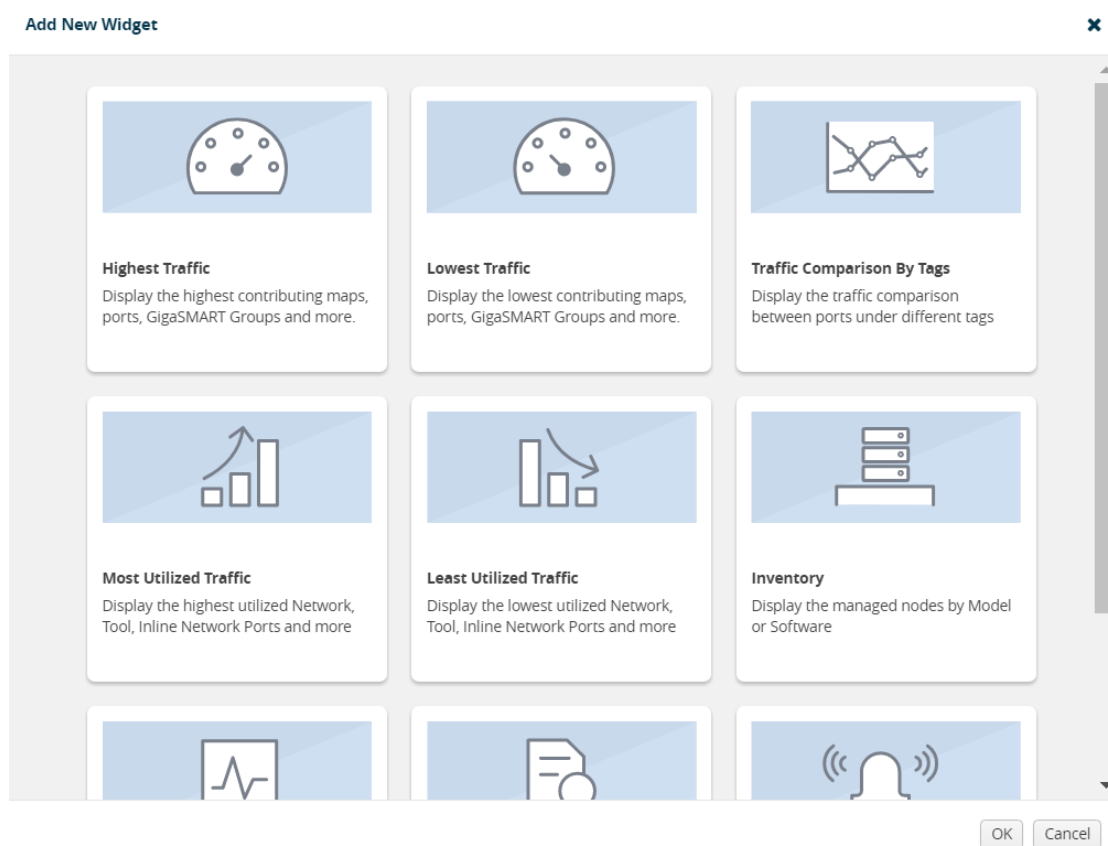 Add New Widget
Highest Traffic
Display the highest contributing maps,
ports, GigaSMART Groups and more.
Lowest Traffic
Display the lowest contributing maps,
ports, GigaSMART Groups and more.
Traffic Comparison By Tags
Display the traffic comparison
between ports under different tags
Most Utilized Traffic
Display the highest utilized Network,
Tool, Inline Network Ports and more
Least Utilized Traffic
Display the lowest utilized Network,
Tool, Inline Network Ports and more
Inventory
Display the managed nodes by Model
or Software
OK
Cancel